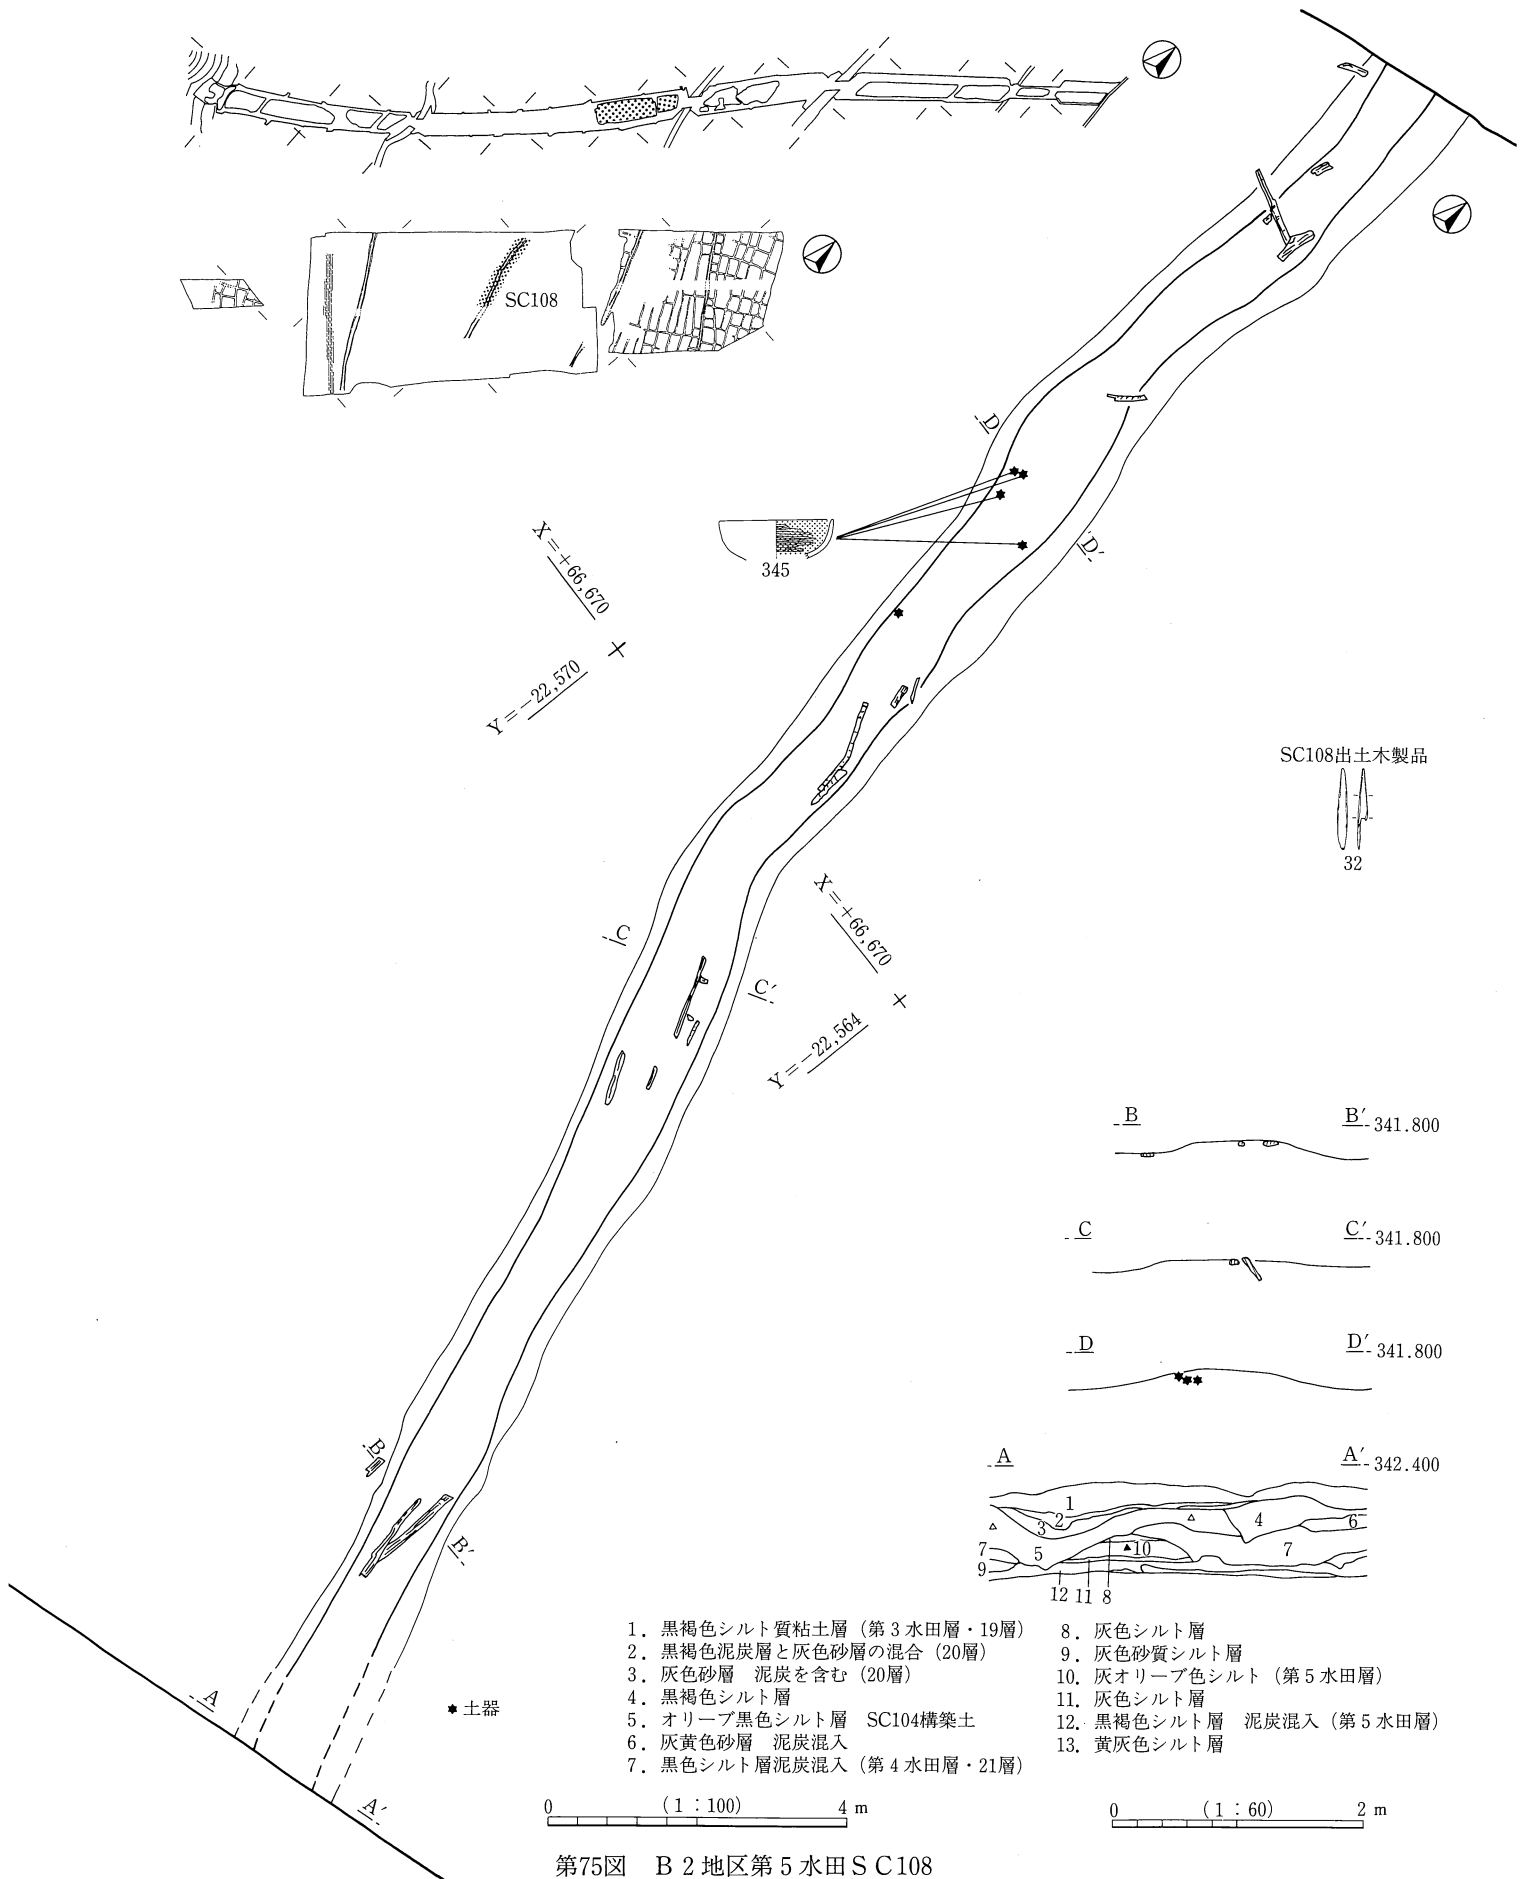 SC108
D
D′
345
X=+66,670
Y=-22,570
SC108出土木製品
32
C
C′
X=+66,670
Y=-22,564
B B′ 341.800
C C′ 341.800
D D′ 341.800
A A′ 342.400
1
2
3
4
6
7
5
10
7
9
12 11 8
B
B′
A
A′
土器
1. 黒褐色シルト質粘土層(第3水田層・19層)
2. 黒褐色泥炭層と灰色砂層の混合(20層)
3. 灰色砂層 泥炭を含む(20層)
4. 黒褐色シルト層
5. オリーブ黒色シルト層 SC104構築土
6. 灰黄色砂層 泥炭混入
7. 黒色シルト層泥炭混入(第4水田層・21層)
8. 灰色シルト層
9. 灰色砂質シルト層
10. 灰オリーブ色シルト(第5水田層)
11. 灰色シルト層
12. 黒褐色シルト層 泥炭混入(第5水田層)
13. 黄灰色シルト層
0 (1:100) 4 m
0 (1:60) 2 m
第75図 B2地区第5水田SC108